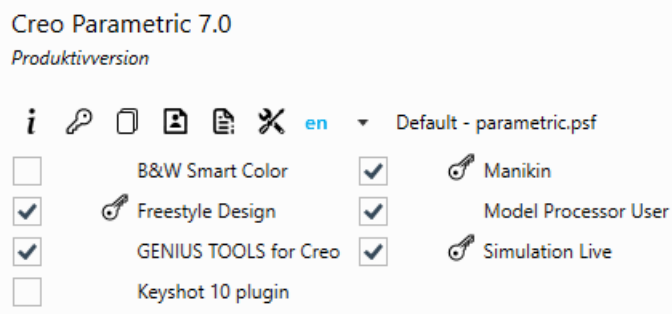 Creo Parametric 7.0
Produktivversion
i en Default - parametric.psf
B&W Smart Color Manikin
Freestyle Design Model Processor User
GENIUS TOOLS for Creo Simulation Live
Keyshot 10 plugin